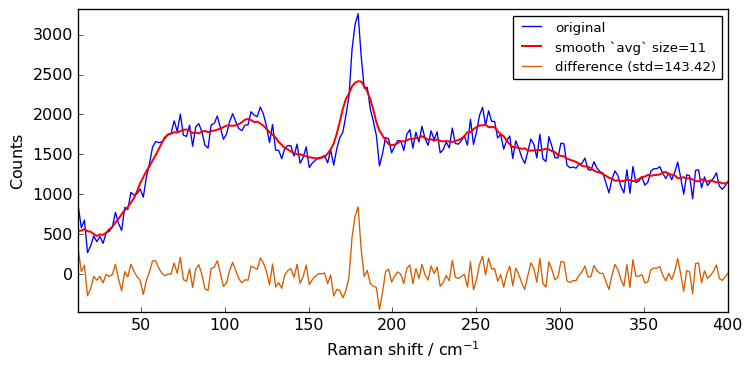 original
smooth `avg` size=11
difference (std=143.42)
3000
2500
2000
1500
1000
500
0
Counts
50 100 150 200 250 300 350 400
Raman shift / cm⁻¹